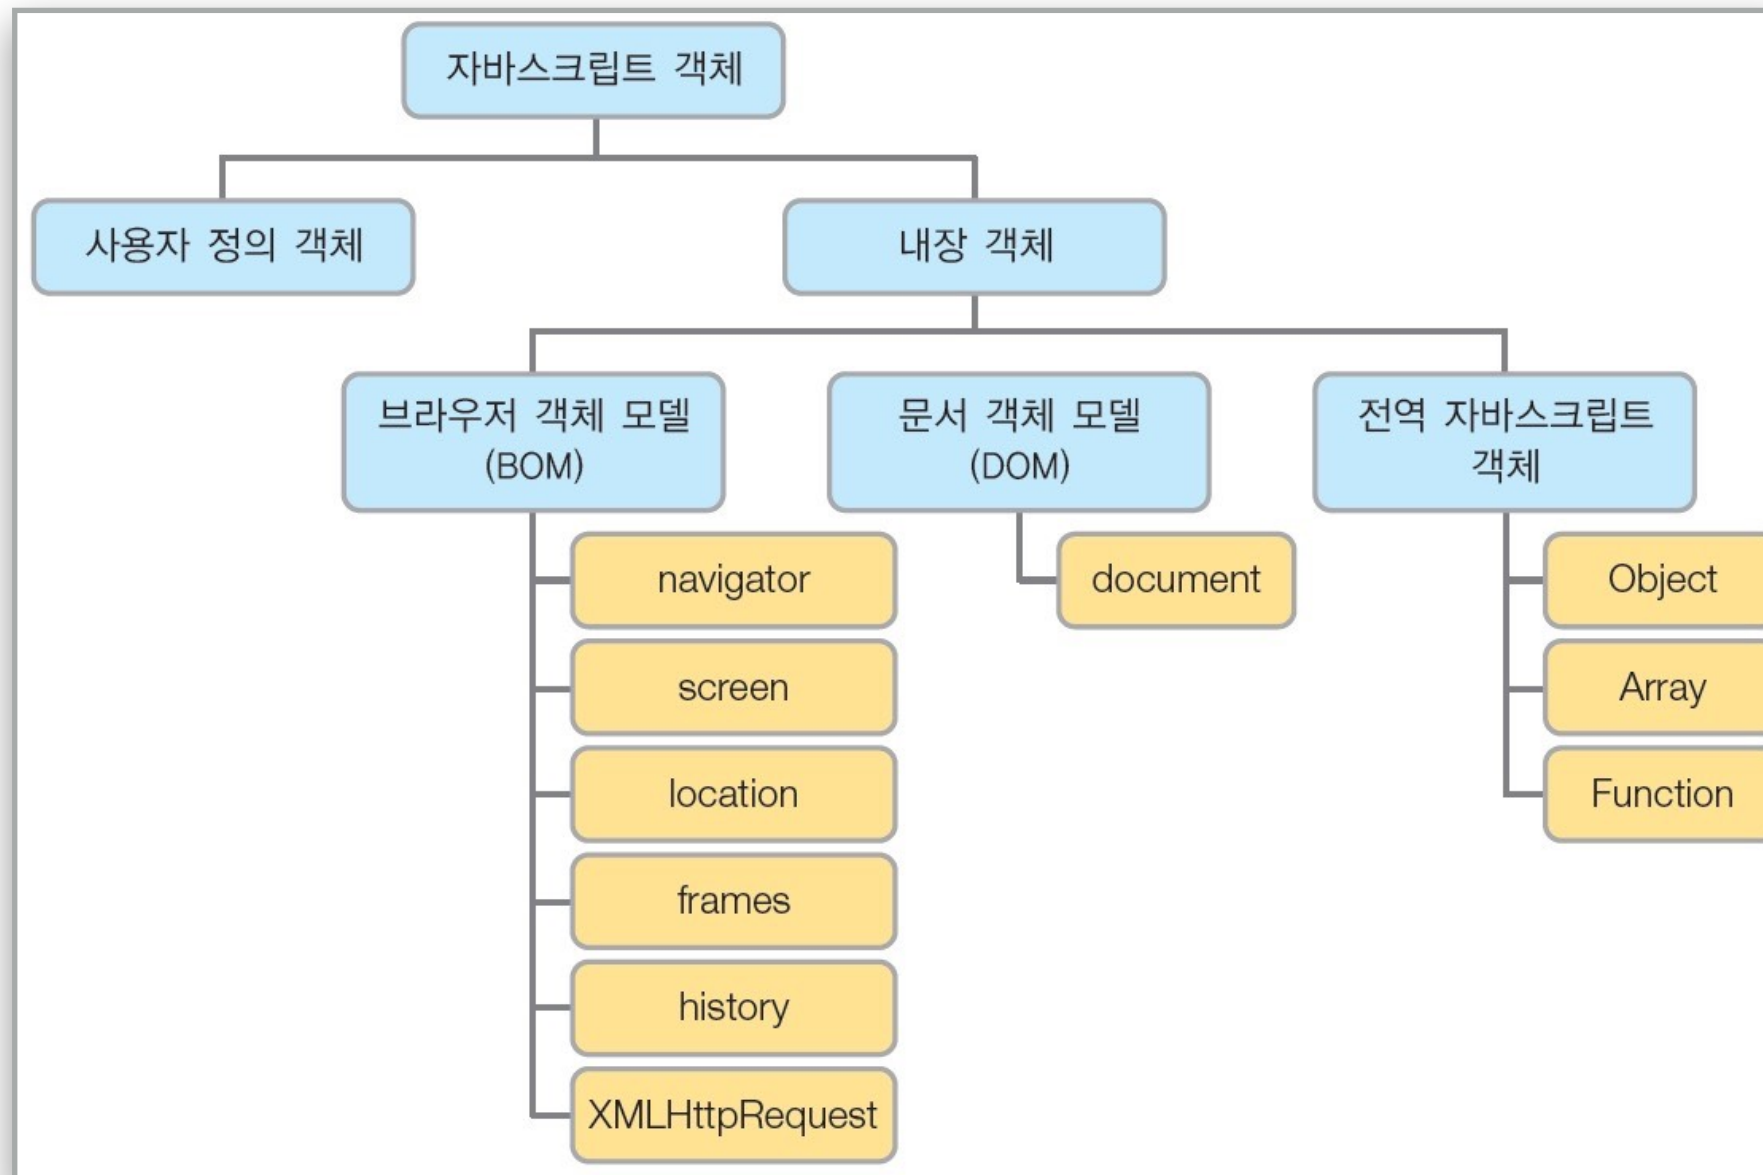 자바스크립트 객체
사용자 정의 객체
내장 객체
브라우저 객체 모델
(BOM)
문서 객체 모델
(DOM)
전역 자바스크립트
객체
navigator
screen
location
frames
history
XMLHttpRequest
document
Object
Array
Function